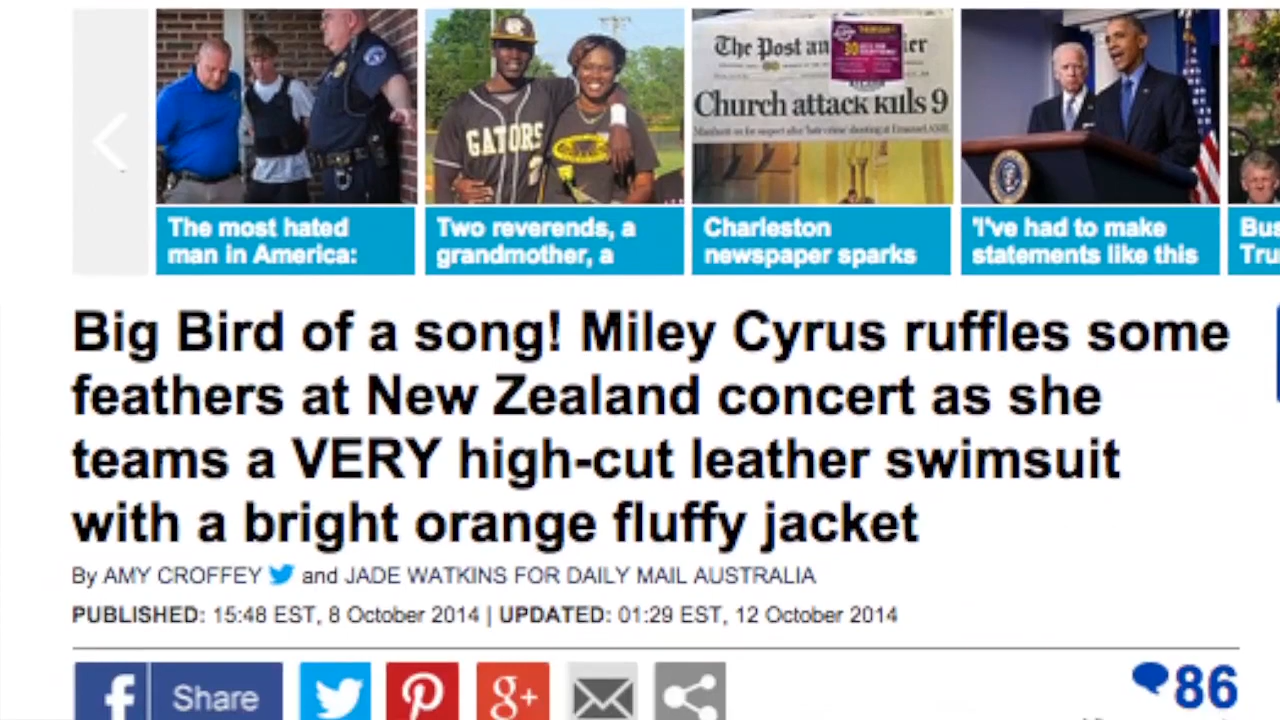 GATORS
The Post an
ier
30
Church attack kills 9
The most hated
man in America:
Two reverends, a
grandmother, a
Charleston
newspaper sparks
'I've had to make
statements like this
Bus
Tru
Big Bird of a song! Miley Cyrus ruffles some
feathers at New Zealand concert as she
teams a VERY high-cut leather swimsuit
with a bright orange fluffy jacket
By AMY CROFFEY and JADE WATKINS FOR DAILY MAIL AUSTRALIA
PUBLISHED: 15:48 EST, 8 October 2014 | UPDATED: 01:29 EST, 12 October 2014
f Share
g+
86